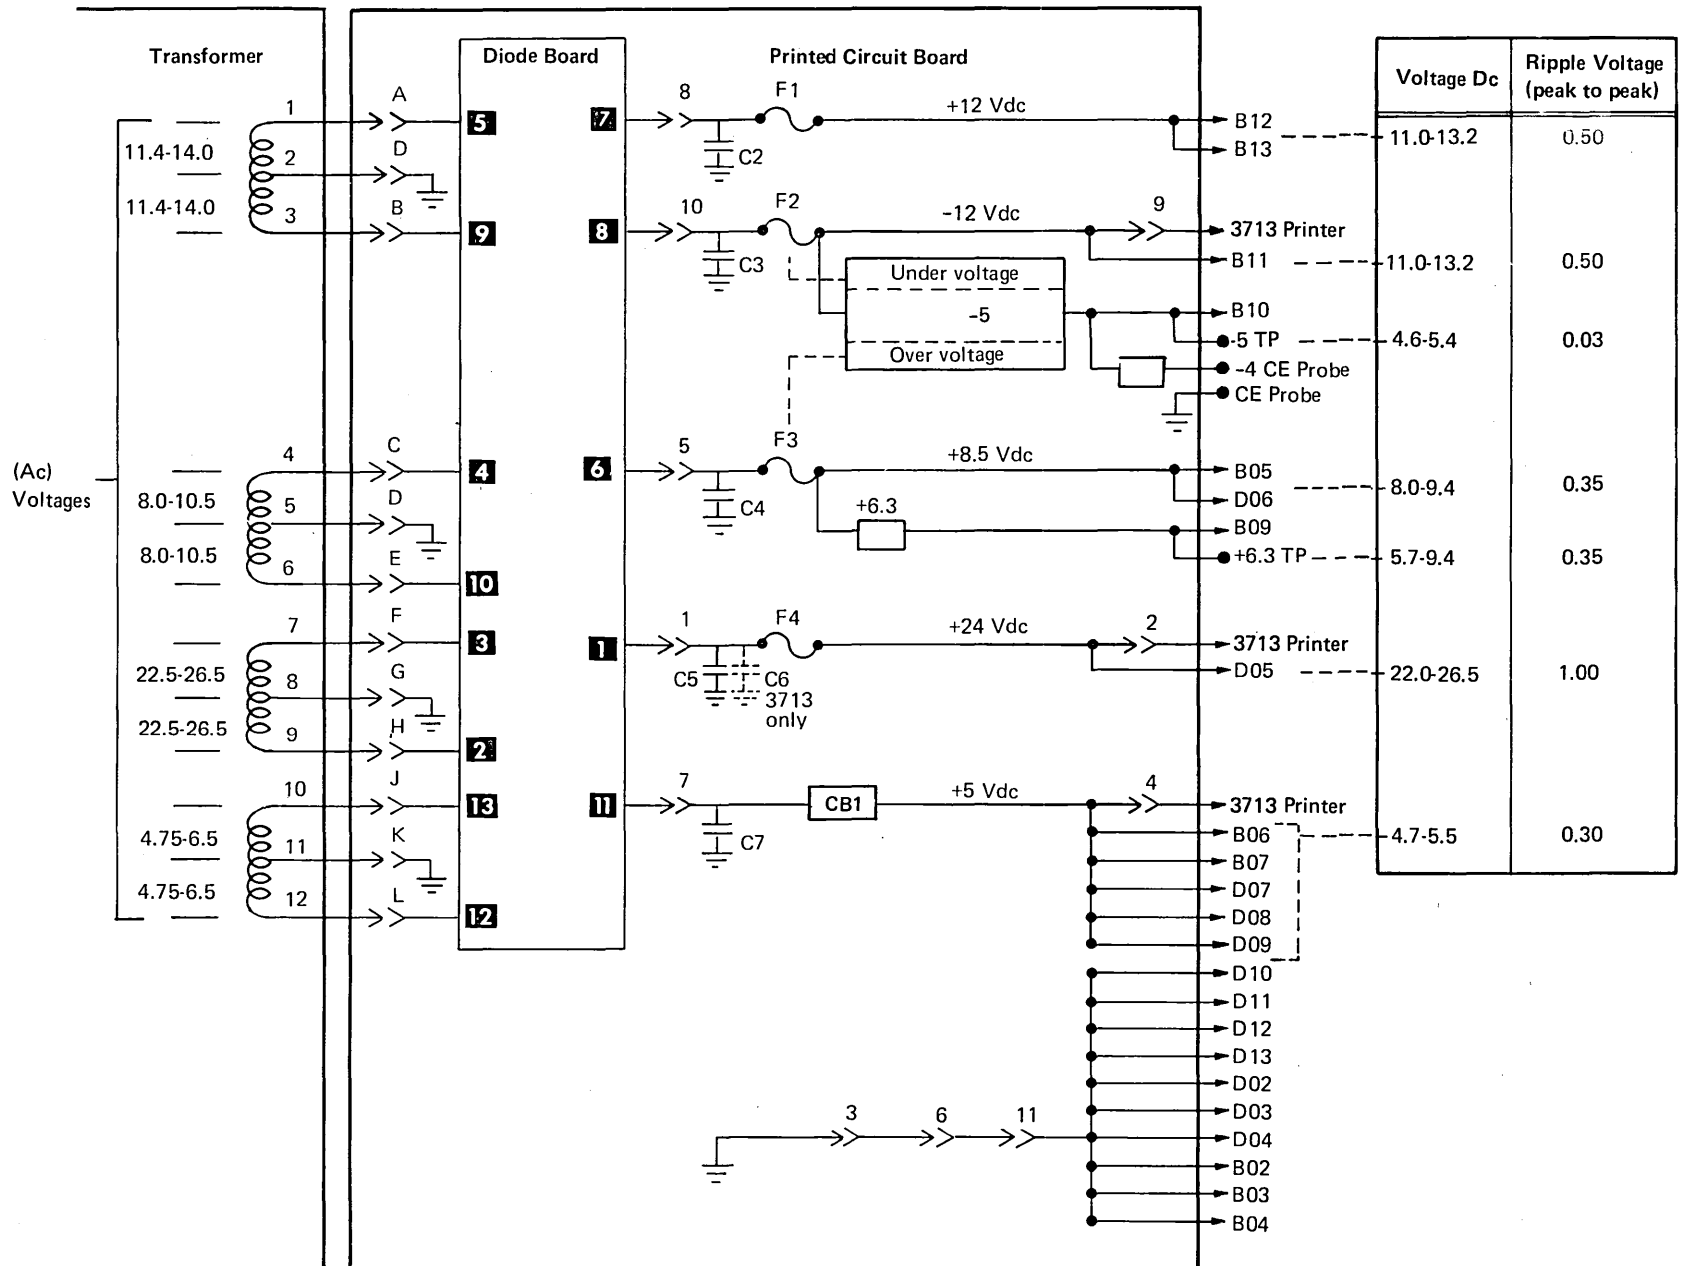 Transformer
Diode Board
Printed Circuit Board
Voltage Dc
Ripple Voltage
(peak to peak)
1
A
5
7
8
F1
+12 Vdc
B12
11.0-13.2
0.50
11.4-14.0
2
D
C2
B13
11.4-14.0
3
B
9
8
10
F2
-12 Vdc
9
3713 Printer
C3
B11
11.0-13.2
0.50
Under voltage
-5
Over voltage
B10
-5 TP
4.6-5.4
0.03
-4 CE Probe
CE Probe
(Ac)
Voltages
4
C
4
6
5
F3
+8.5 Vdc
B05
8.0-9.4
0.35
8.0-10.5
5
D
C4
D06
+6.3
B09
8.0-10.5
6
E
10
+6.3 TP
5.7-9.4
0.35
7
F
3
1
1
F4
+24 Vdc
2
3713 Printer
22.5-26.5
8
G
C5
C6
3713
only
D05
22.0-26.5
1.00
22.5-26.5
9
H
2
10
J
13
11
7
CB1
+5 Vdc
4
3713 Printer
4.75-6.5
11
K
C7
B06
4.7-5.5
0.30
B07
4.75-6.5
12
L
12
D07
D08
D09
D10
D11
D12
D13
D02
D03
3
6
11
D04
B02
B03
B04